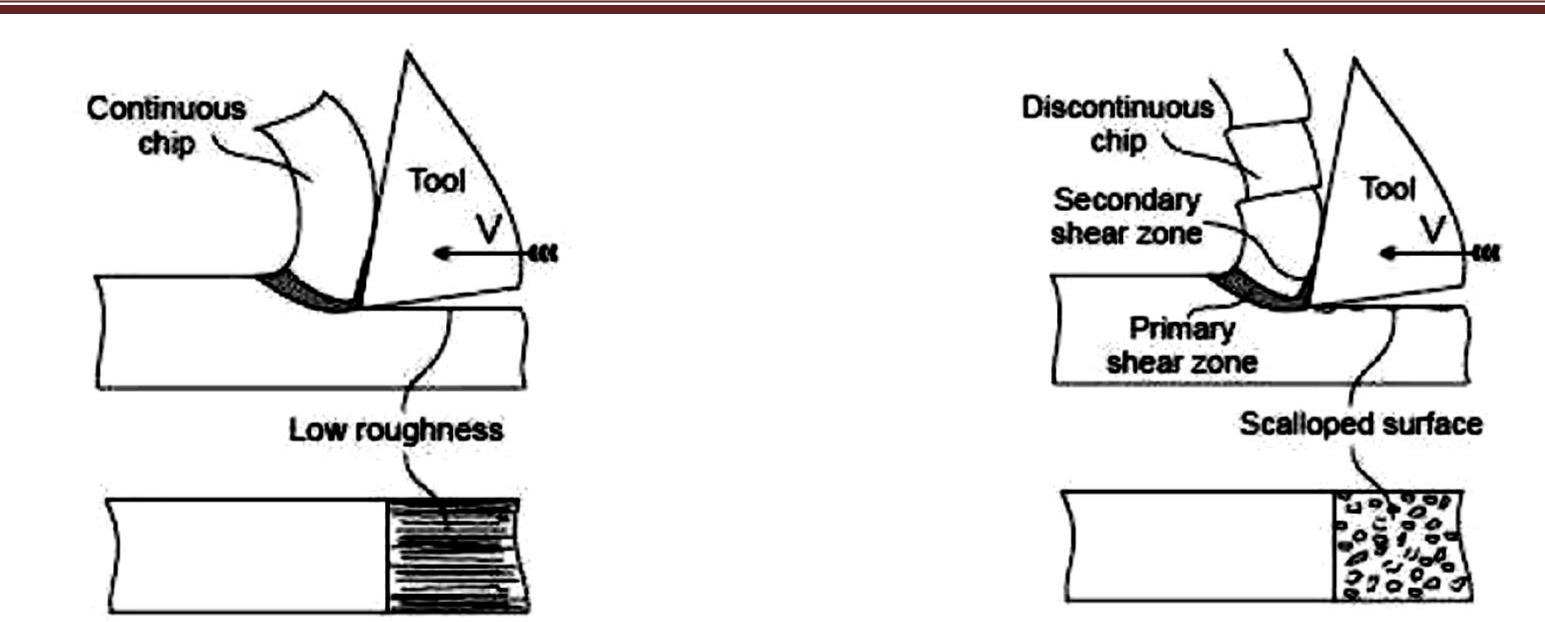 Continuous
chip
Tool
V
Low roughness
Discontinuous
chip
Secondary
shear zone
Tool
V
Primary
shear zone
Scalloped surface